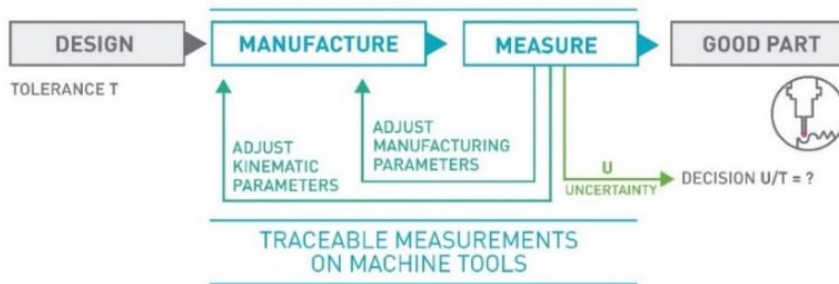 DESIGN
MANUFACTURE
MEASURE
GOOD PART
TOLERANCE T
ADJUST
KINEMATIC
PARAMETERS
ADJUST
MANUFACTURING
PARAMETERS
U
UNCERTAINTY
DECISION U/T = ?
TRACEABLE MEASUREMENTS
ON MACHINE TOOLS